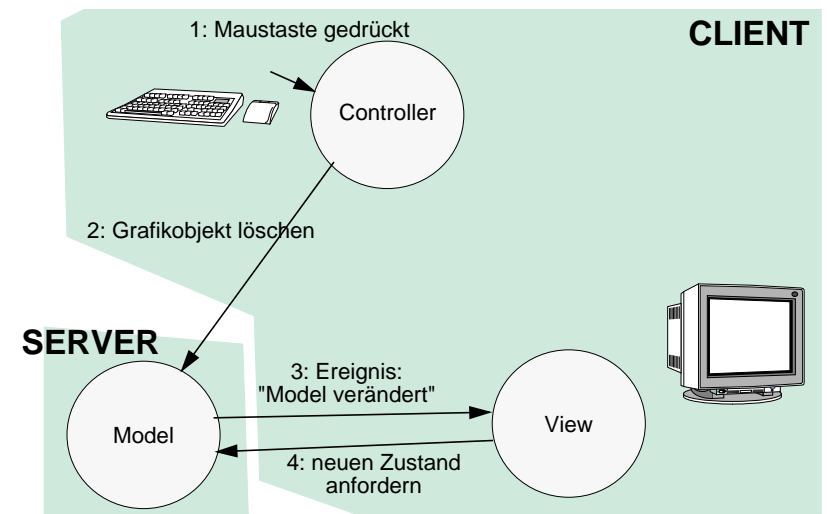 1: Maustaste gedrückt
CLIENT
Controller
2: Grafikobjekt löschen
SERVER
3: Ereignis:
"Model verändert"
Model
View
4: neuen Zustand
anfordern